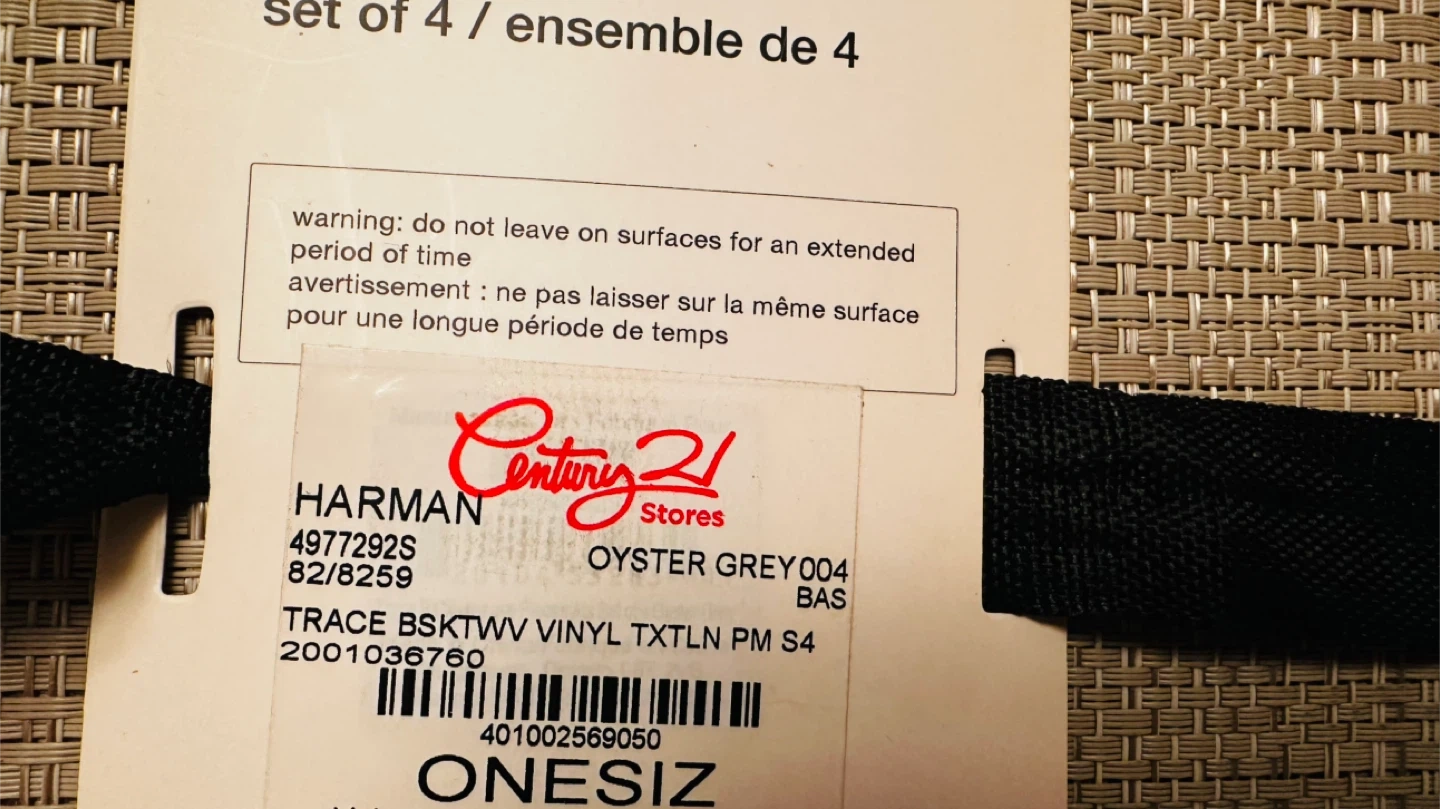 set of 4 / ensemble de 4
warning: do not leave on surfaces for an extended
period of time
avertissement : ne pas laisser sur la même surface
pour une longue période de temps
Century 21
Stores
HARMAN
4977292S OYSTER GREY 004
82/8259 BAS
TRACE BSKTWV VINYL TXTLN PM S4
2001036760
401002569050
ONESIZ